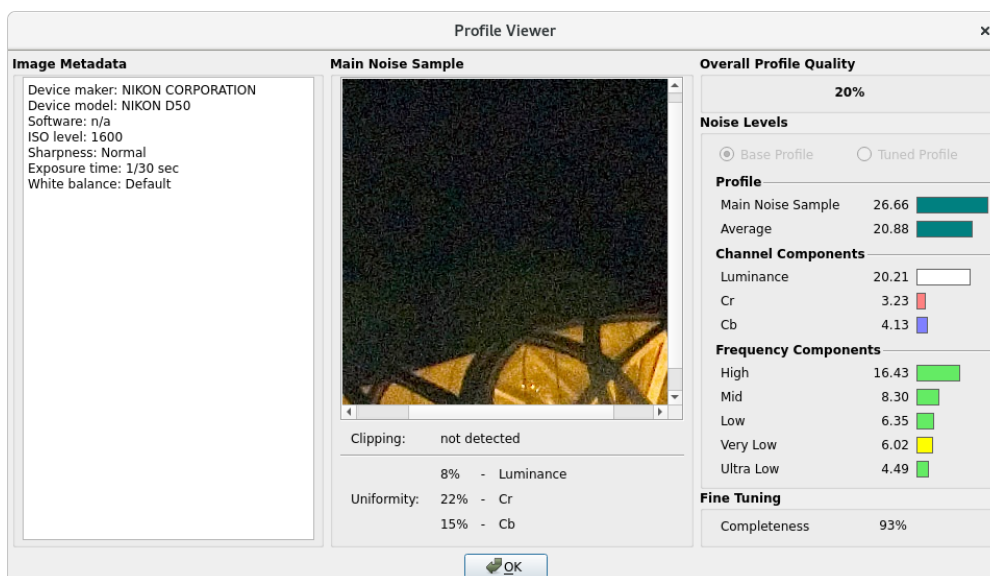 Profile Viewer
Image Metadata
Device maker: NIKON CORPORATION
Device model: NIKON D50
Software: n/a
ISO level: 1600
Sharpness: Normal
Exposure time: 1/30 sec
White balance: Default
Main Noise Sample
Clipping: not detected
8% - Luminance
Uniformity: 22% - Cr
15% - Cb
Overall Profile Quality
20%
Noise Levels
Base Profile Tuned Profile
Profile
Main Noise Sample 26.66
Average 20.88
Channel Components
Luminance 20.21
Cr 3.23
Cb 4.13
Frequency Components
High 16.43
Mid 8.30
Low 6.35
Very Low 6.02
Ultra Low 4.49
Fine Tuning
Completeness 93%
OK